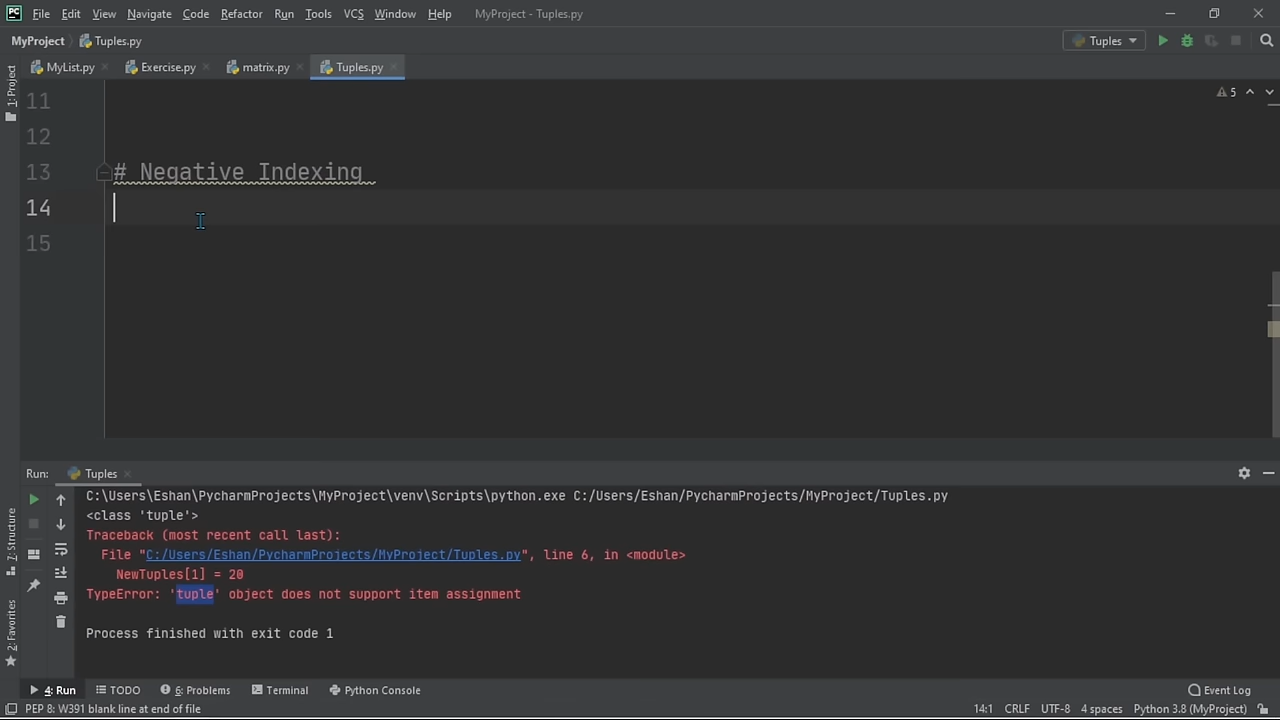 PC File Edit View Navigate Code Refactor Run Tools VCS Window Help MyProject - Tuples.py
MyProject Tuples.py Tuples
MyList.py Exercise.py matrix.py Tuples.py
1: Project
11
5
12
13 # Negative Indexing
14
15
Run: Tuples
C:\Users\Eshan\PycharmProjects\MyProject\venv\Scripts\python.exe C:/Users/Eshan/PycharmProjects/MyProject/Tuples.py
<class 'tuple'>
Traceback (most recent call last):
File "C:/Users/Eshan/PycharmProjects/MyProject/Tuples.py", line 6, in <module>
NewTuples[1] = 20
TypeError: 'tuple' object does not support item assignment
Process finished with exit code 1
Z: Structure
2: Favorites
4: Run TODO 6: Problems Terminal Python Console Event Log
PEP 8: W391 blank line at end of file 14:1 CRLF UTF-8 4 spaces Python 3.8 (MyProject)